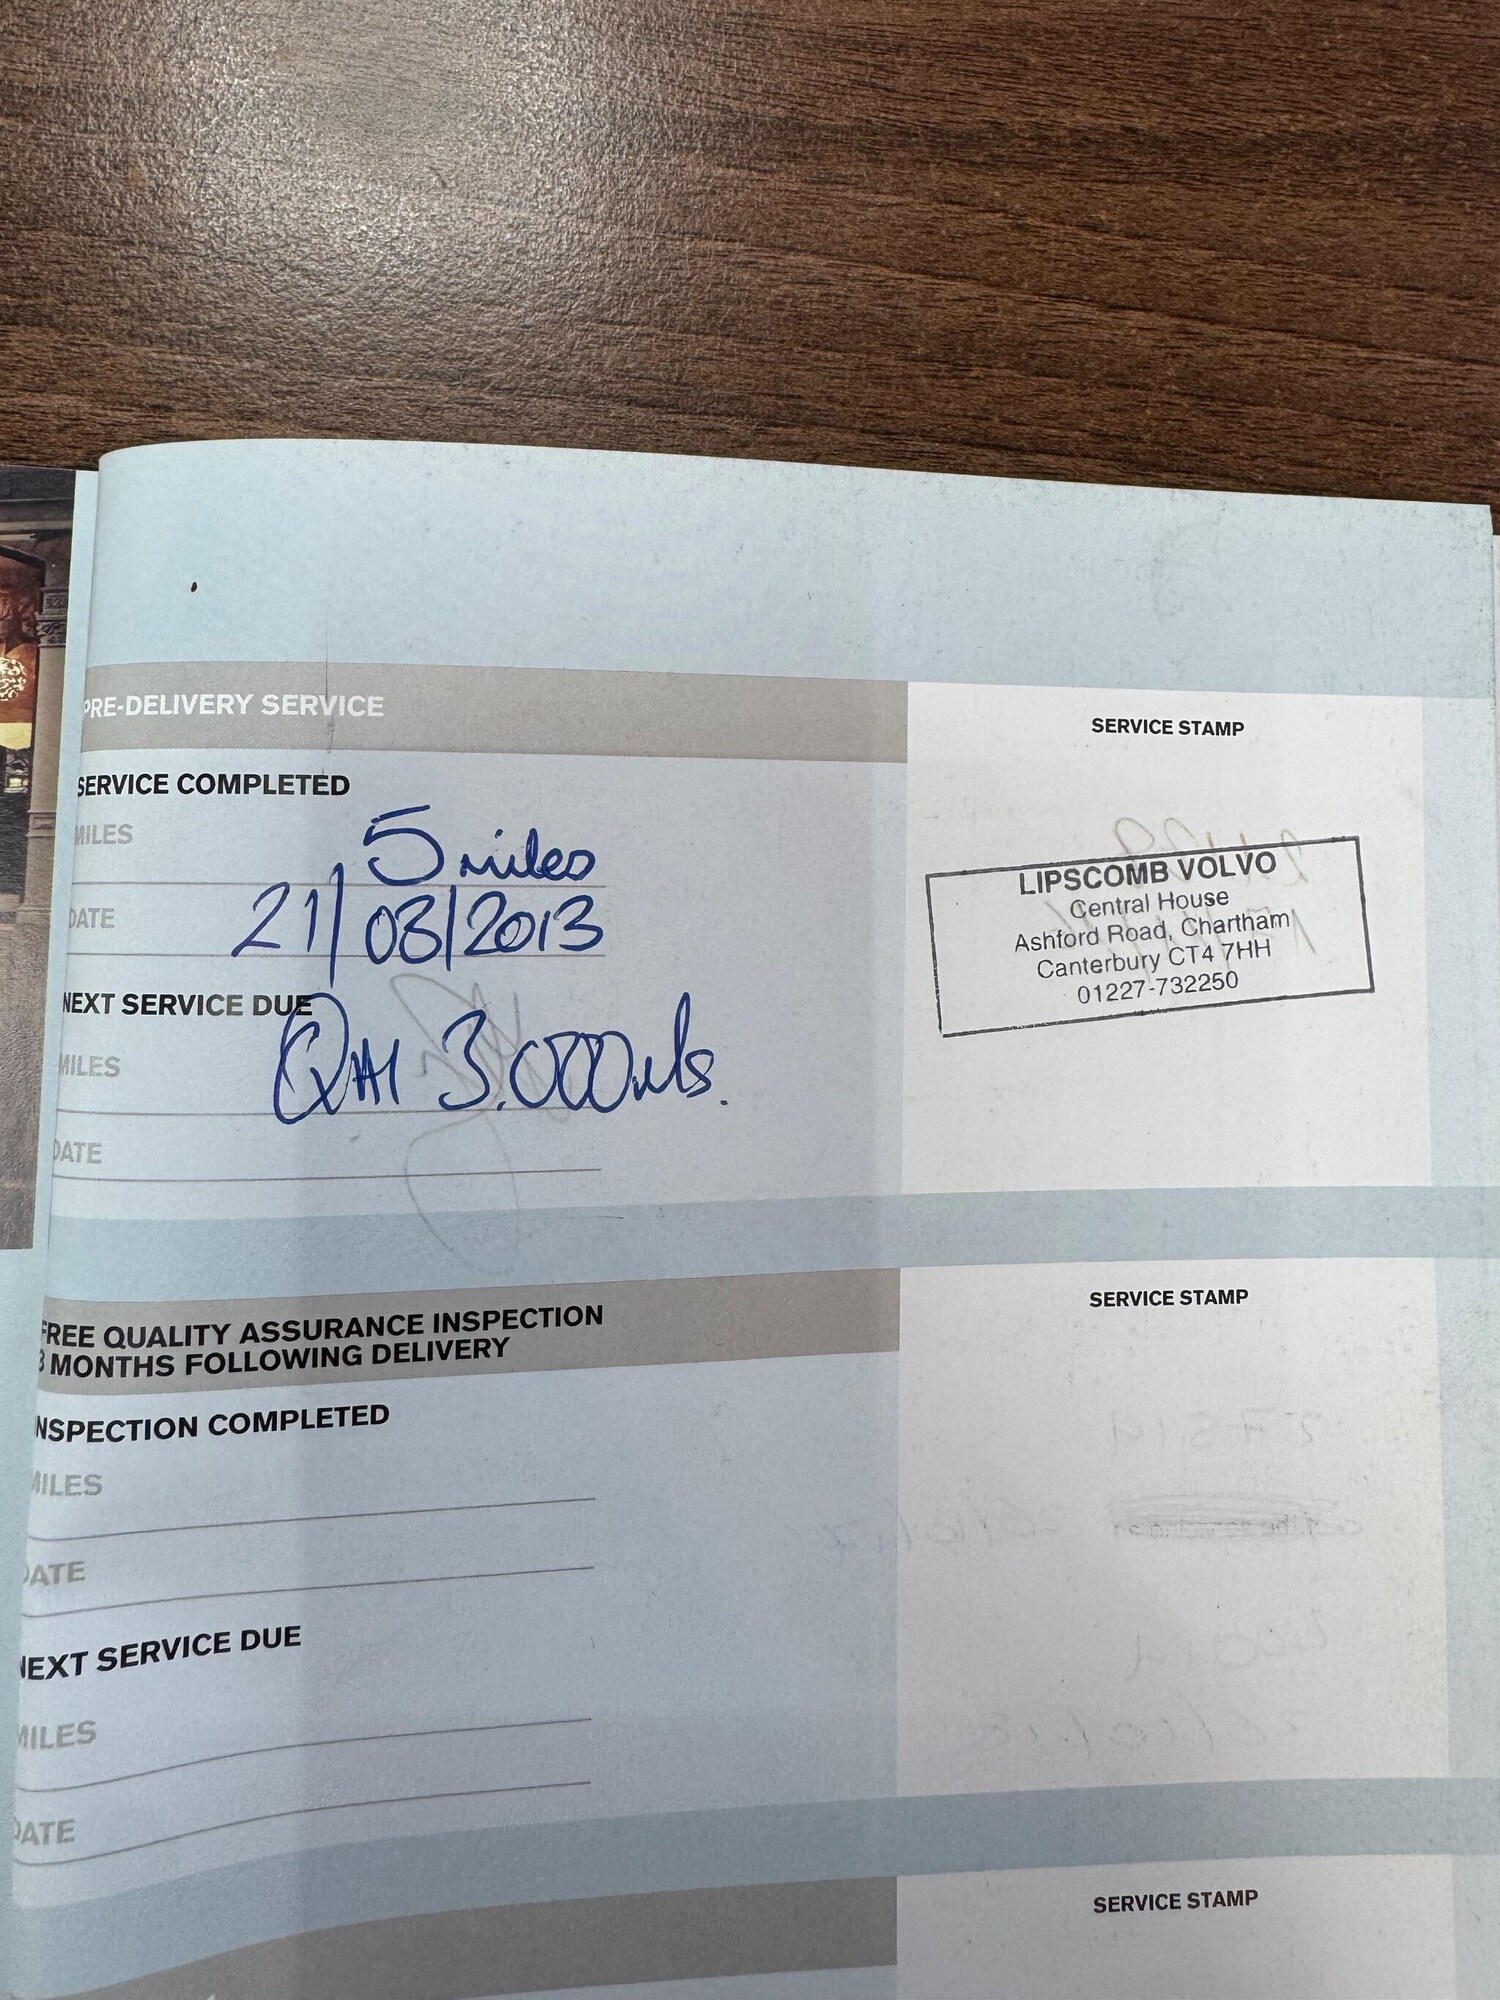 PRE-DELIVERY SERVICE
SERVICE STAMP
SERVICE COMPLETED
MILES 5 miles
DATE 21/03/2013
LIPSCOMB VOLVO
Central House
Ashford Road, Chartham
Canterbury CT4 7HH
01227-732250
NEXT SERVICE DUE
MILES QAI 3.000mls.
DATE
FREE QUALITY ASSURANCE INSPECTION
3 MONTHS FOLLOWING DELIVERY
SERVICE STAMP
INSPECTION COMPLETED
MILES
DATE
NEXT SERVICE DUE
MILES
DATE
SERVICE STAMP